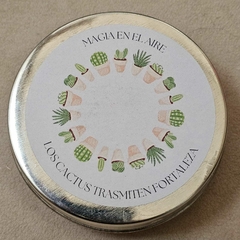 MAGIA EN EL AIRE
LOS CACTUS TRASMITEN FORTALEZA